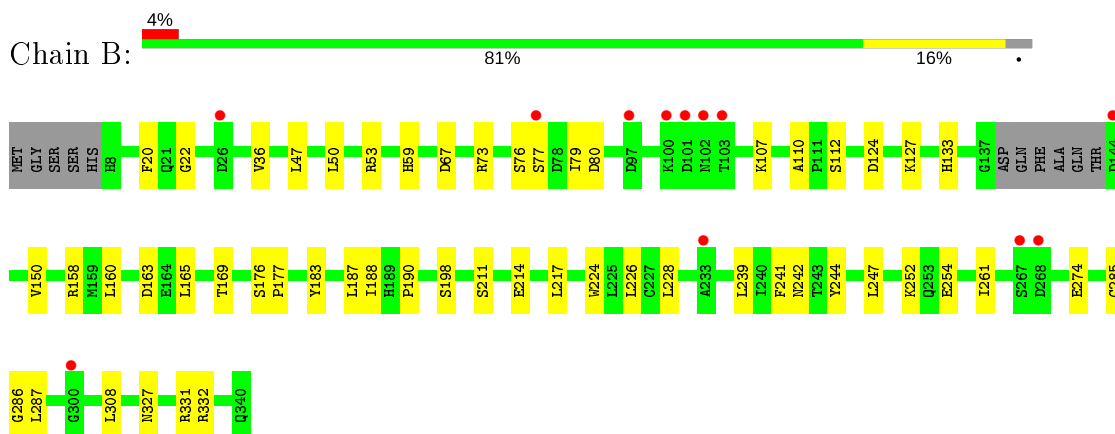 4%
Chain B:
81% 16% •
MET GLY SER SER HIS H8 F20 Q21 G22 D26 V36 L47 L50 R53 H59 D67 R73 S76 S77 D78 I79 D80 D97 K100 D101 N102 T103 K107 A110 P111 S112 D124 K127 H133 G137 ASP GLN PHE ALA GLN THR D144
V150 R158 M159 L160 D163 E164 L165 T169 S176 P177 Y183 L187 I188 H189 P190 S198 S211 E214 L217 W224 L225 L226 C227 L228 A233 L239 I240 F241 N242 T243 Y244 L247 K252 Q253 E254 I261 S267 D268 E274
G286 L287 G300 L308 N327 R331 R332 Q340